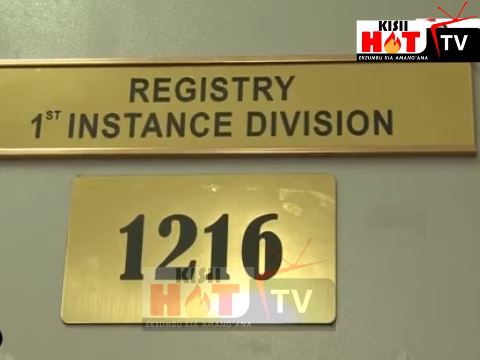 KISII
HOT TV
EKEUMBU KIA AMANG'ANA
REGISTRY
1ST INSTANCE DIVISION
1216
KISII
HOT TV
EKEUMBU KIA AMANG'ANA